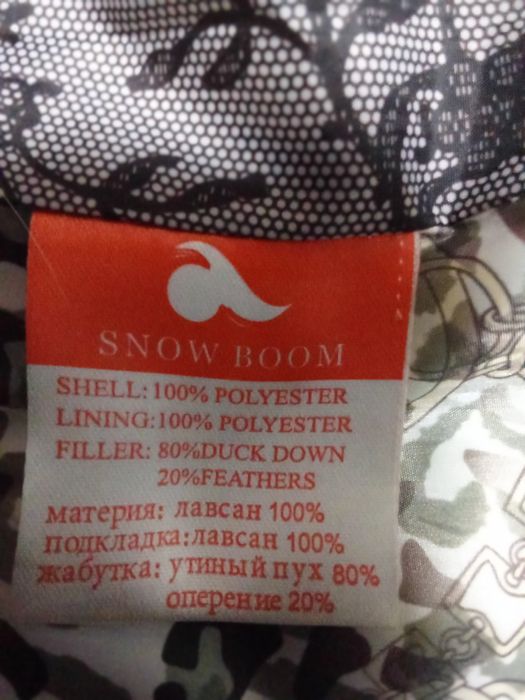 SNOW BOOM
SHELL: 100% POLYESTER
LINING: 100% POLYESTER
FILLER: 80% DUCK DOWN
20% FEATHERS
материя: лавсан 100%
подкладка: лавсан 100%
жабутка: утиный пух 80%
оперение 20%